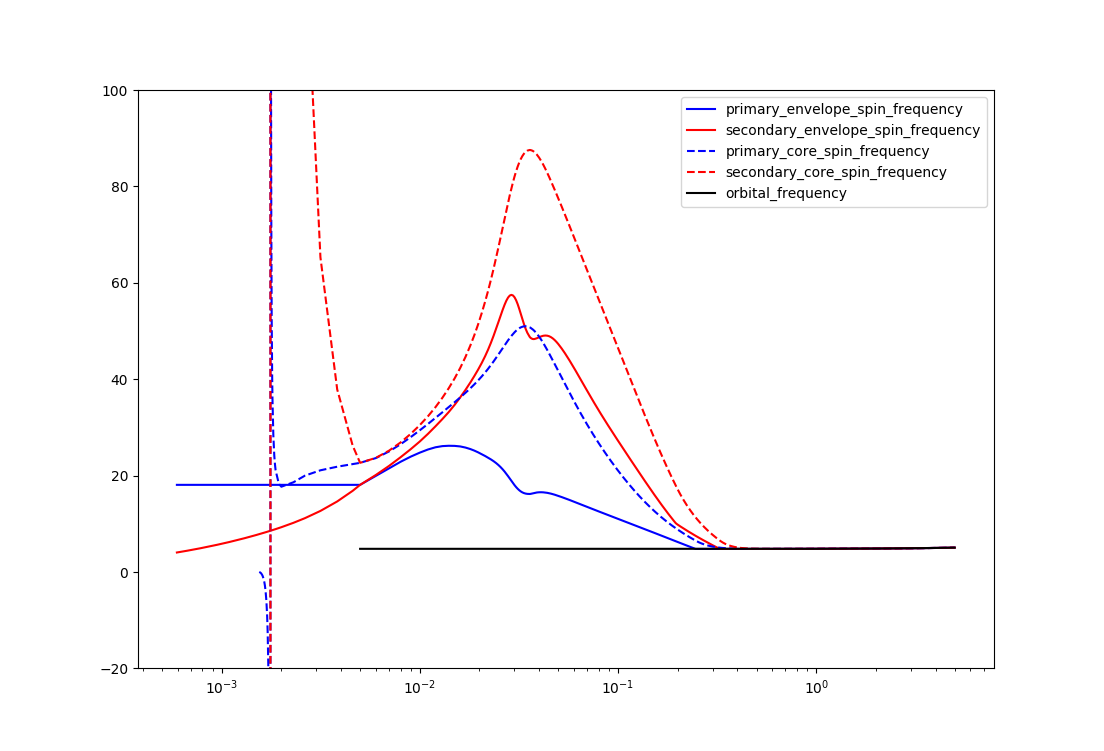 100
80
60
40
20
0
−20
10⁻³
10⁻²
10⁻¹
10⁰
primary_envelope_spin_frequency
secondary_envelope_spin_frequency
primary_core_spin_frequency
secondary_core_spin_frequency
orbital_frequency